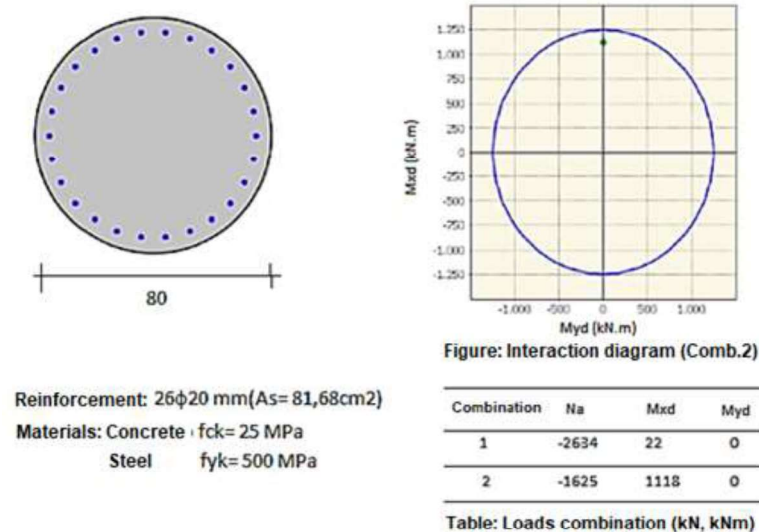 80
Reinforcement: 26ϕ20 mm(As= 81,68cm2)
Materials: Concrete fck= 25 MPa
Steel fyk= 500 MPa
Mxd (kN.m)
1.250
1.000
750
500
250
0
-250
-500
-750
-1.000
-1.250
-1.000 -500 0 500 1.000
Myd (kN.m)
Figure: Interaction diagram (Comb.2)
Combination Na Mxd Myd
1 -2634 22 0
2 -1625 1118 0
Table: Loads combination (kN, kNm)